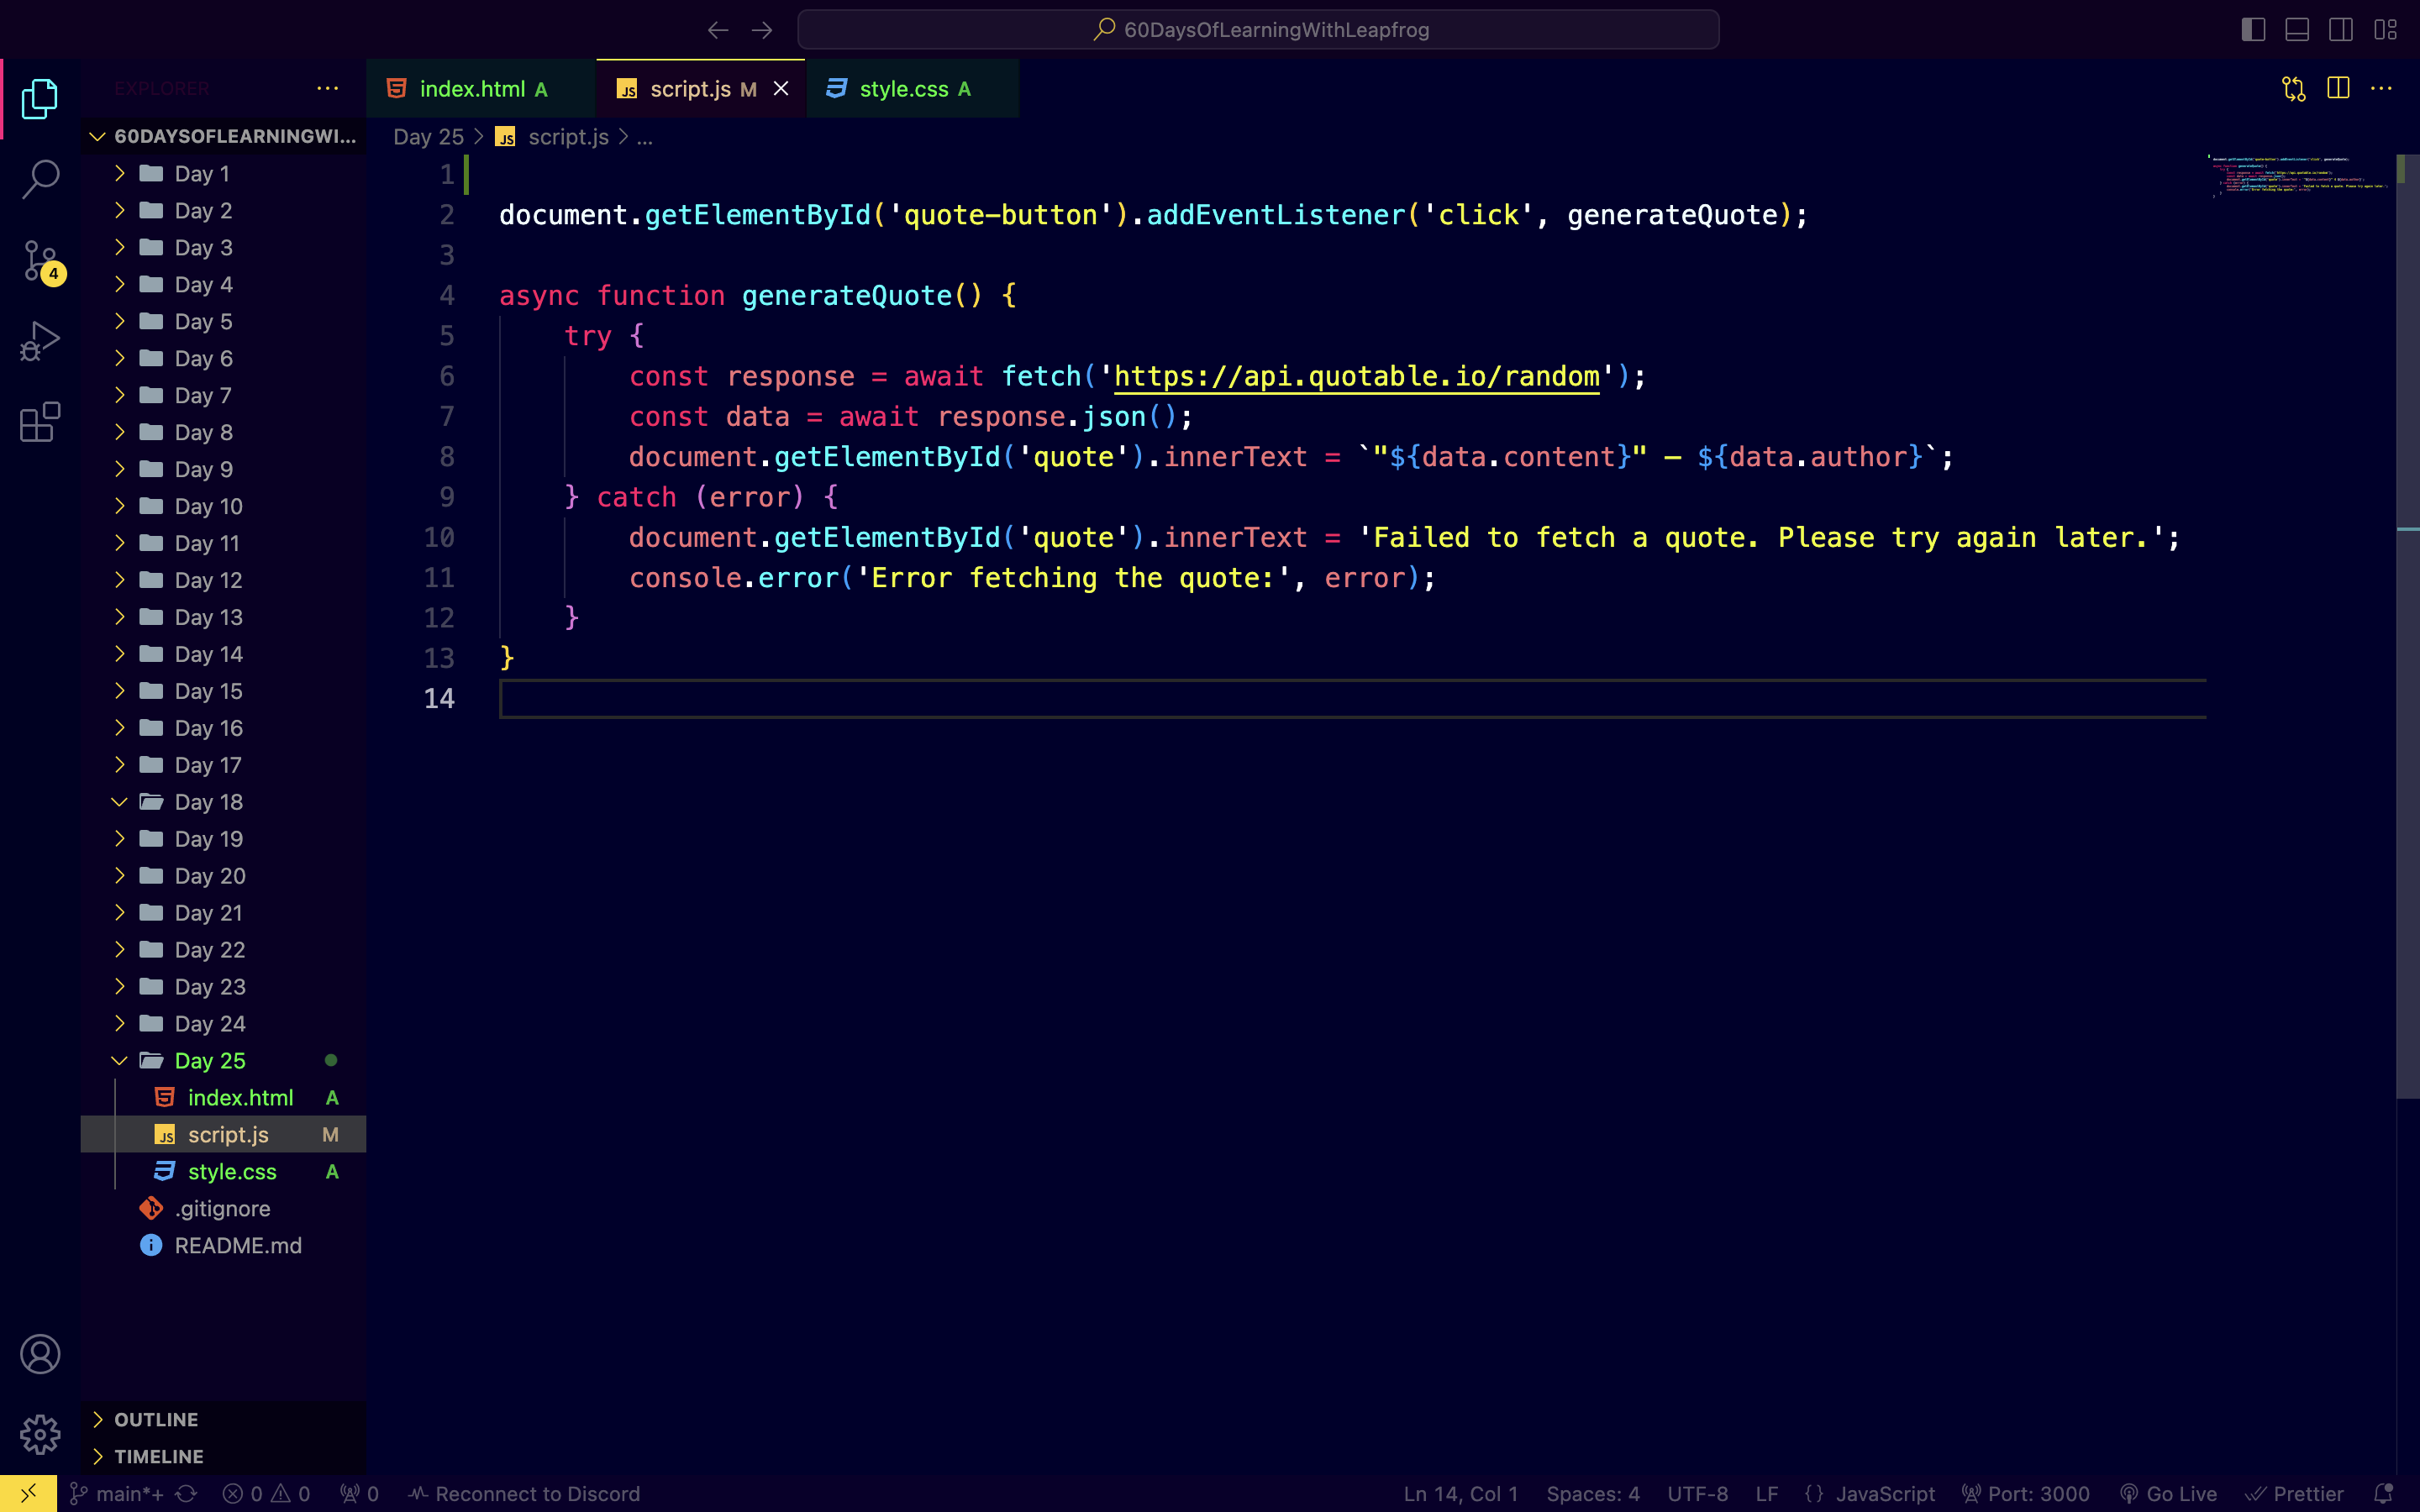 60DaysOfLearningWithLeapfrog
EXPLORER
60DAYSOFLEARNINGWI...
Day 1
Day 2
Day 3
Day 4
Day 5
Day 6
Day 7
Day 8
Day 9
Day 10
Day 11
Day 12
Day 13
Day 14
Day 15
Day 16
Day 17
Day 18
Day 19
Day 20
Day 21
Day 22
Day 23
Day 24
Day 25
index.html A
script.js M
style.css A
.gitignore
README.md
OUTLINE
TIMELINE
4
index.html A
script.js M
style.css A
Day 25 > script.js > ...
1
2 document.getElementById('quote-button').addEventListener('click', generateQuote);
3
4 async function generateQuote() {
5     try {
6         const response = await fetch('https://api.quotable.io/random');
7         const data = await response.json();
8         document.getElementById('quote').innerText = `"${data.content}" — ${data.author}`;
9     } catch (error) {
10         document.getElementById('quote').innerText = 'Failed to fetch a quote. Please try again later.';
11         console.error('Error fetching the quote:', error);
12     }
13 }
14
main*+ 0 0 0 Reconnect to Discord Ln 14, Col 1 Spaces: 4 UTF-8 LF {} JavaScript Port: 3000 Go Live Prettier